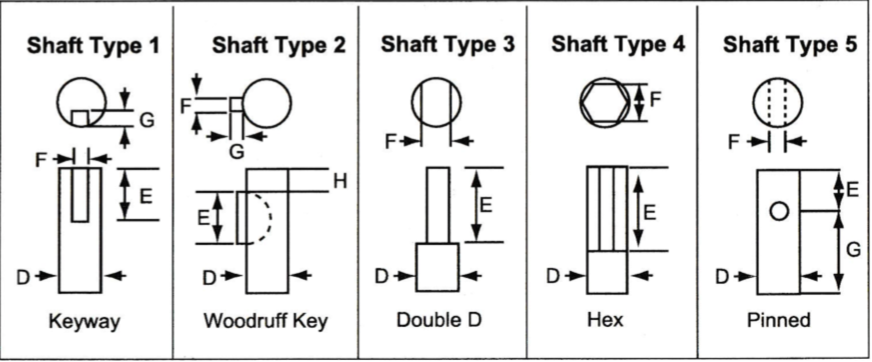 Shaft Type 1
G
F
E
D
Keyway
Shaft Type 2
F
G
H
E
D
Woodruff Key
Shaft Type 3
F
E
D
Double D
Shaft Type 4
F
E
D
Hex
Shaft Type 5
F
E
G
D
Pinned